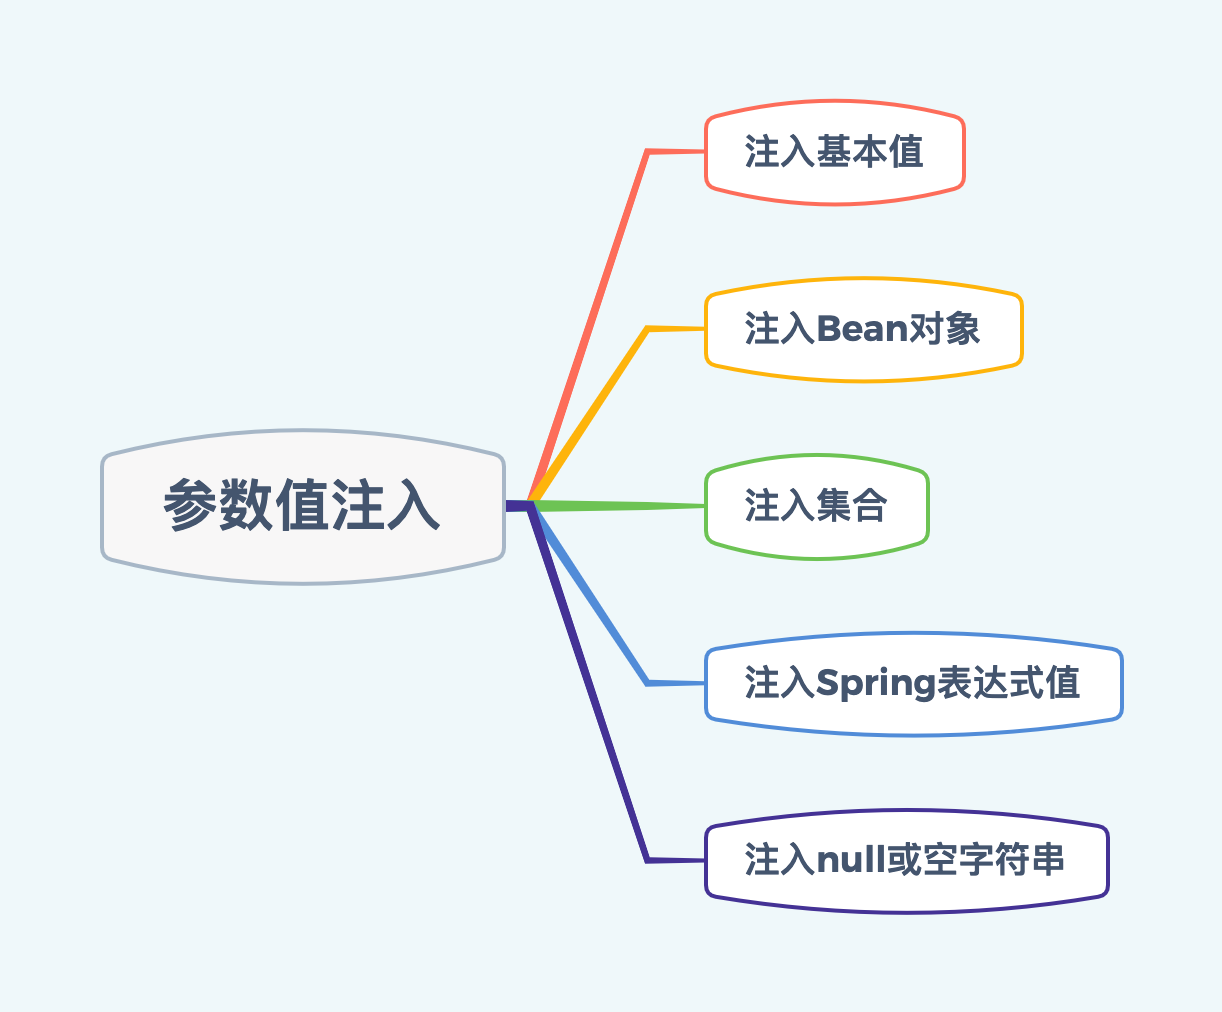 参数值注入
注入基本值
注入Bean对象
注入集合
注入Spring表达式值
注入null或空字符串